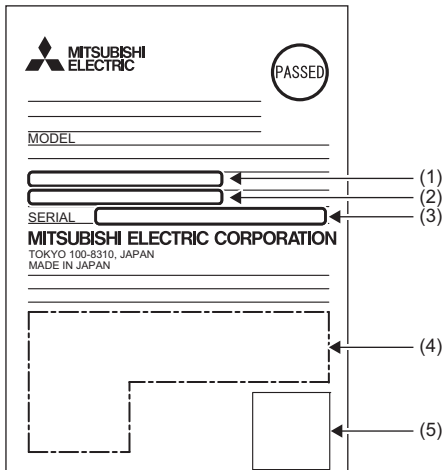 MITSUBISHI
ELECTRIC
PASSED
MODEL
(1)
(2)
SERIAL
(3)
MITSUBISHI ELECTRIC CORPORATION
TOKYO 100-8310, JAPAN
MADE IN JAPAN
(4)
(5)